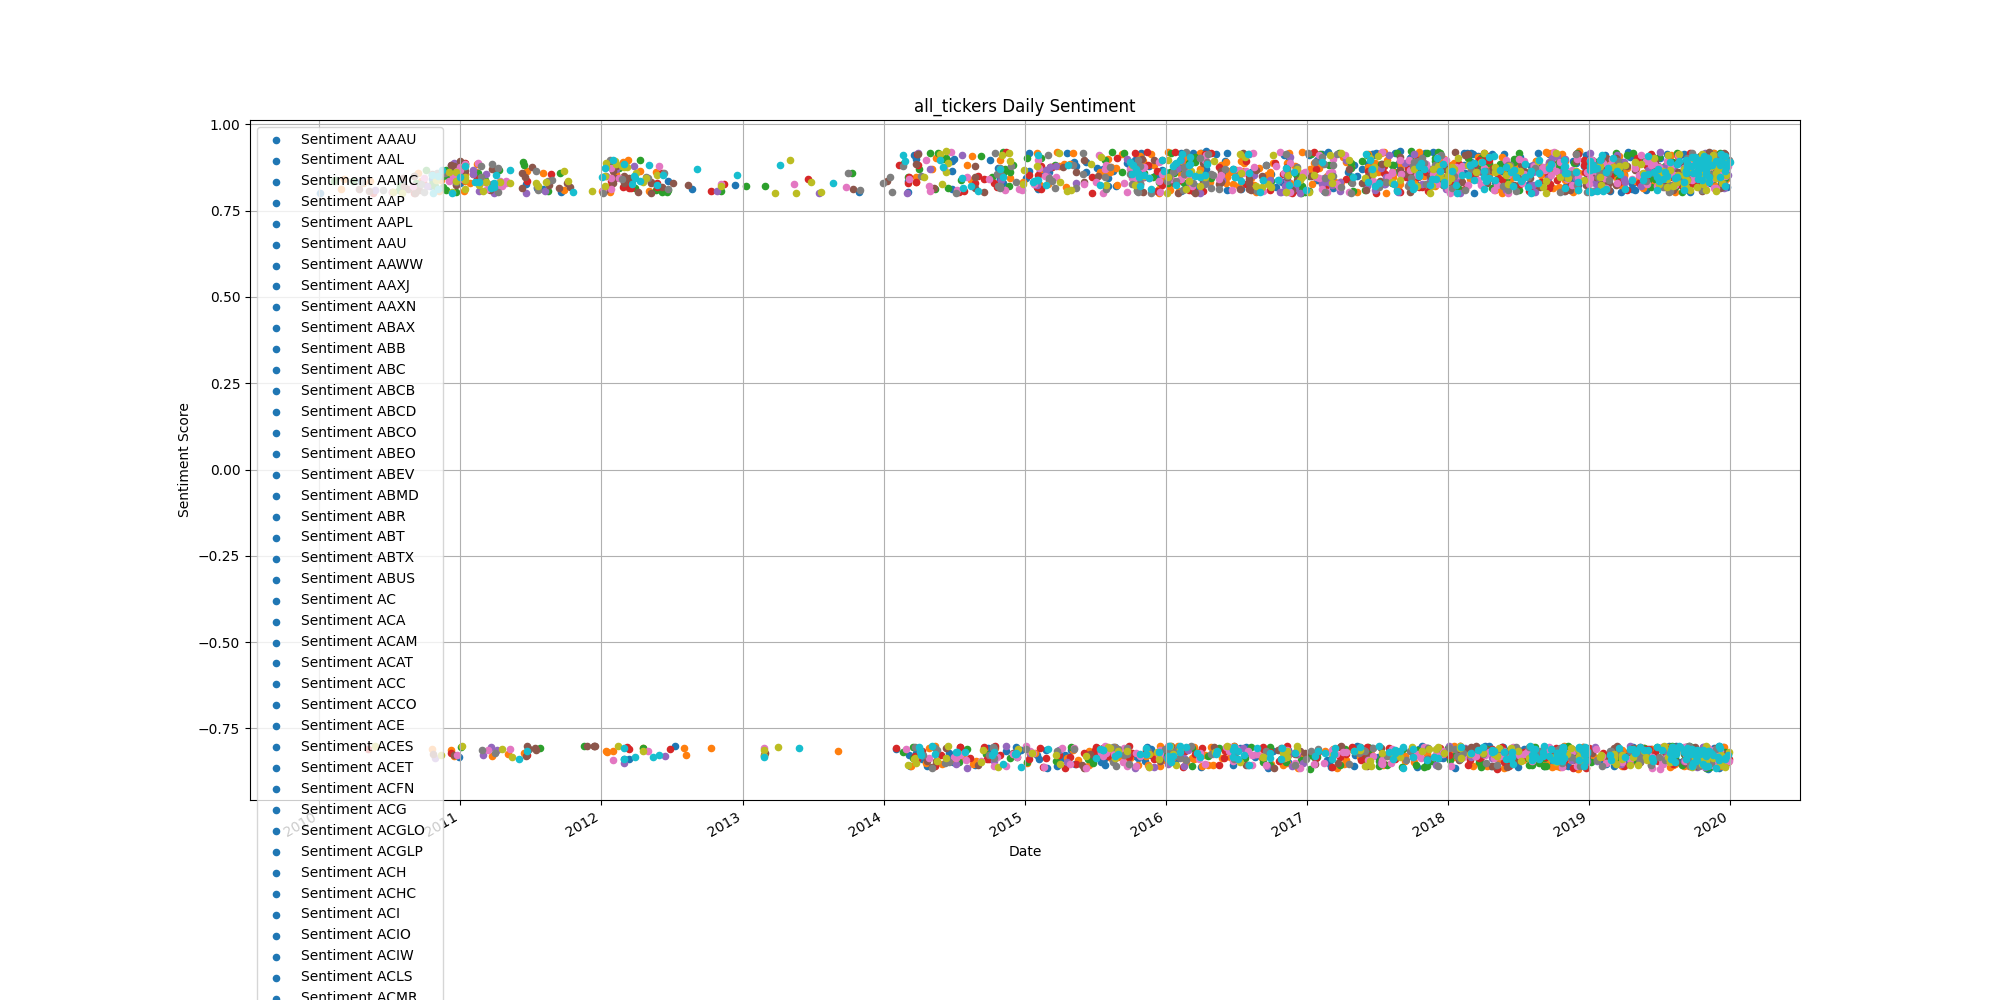 all_tickers Daily Sentiment
Sentiment Score
1.00
0.75
0.50
0.25
0.00
−0.25
−0.50
−0.75
Sentiment AAAU
Sentiment AAL
Sentiment AAMC
Sentiment AAP
Sentiment AAPL
Sentiment AAU
Sentiment AAWW
Sentiment AAXJ
Sentiment AAXN
Sentiment ABAX
Sentiment ABB
Sentiment ABC
Sentiment ABCB
Sentiment ABCD
Sentiment ABCO
Sentiment ABEO
Sentiment ABEV
Sentiment ABMD
Sentiment ABR
Sentiment ABT
Sentiment ABTX
Sentiment ABUS
Sentiment AC
Sentiment ACA
Sentiment ACAM
Sentiment ACAT
Sentiment ACC
Sentiment ACCO
Sentiment ACE
Sentiment ACES
Sentiment ACET
Sentiment ACFN
Sentiment ACG
Sentiment ACGLO
Sentiment ACGLP
Sentiment ACH
Sentiment ACHC
Sentiment ACI
Sentiment ACIO
Sentiment ACIW
Sentiment ACLS
Sentiment ACMR
2010
2011
2012
2013
2014
2015
2016
2017
2018
2019
2020
Date